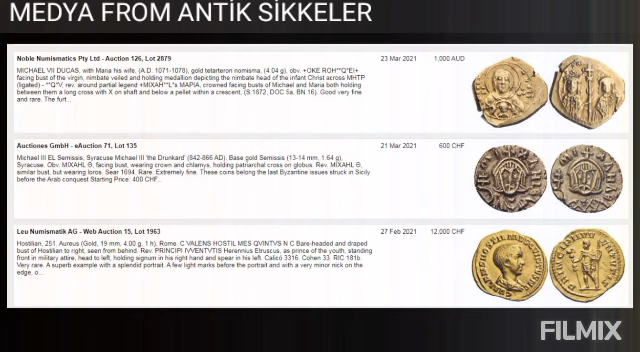 MEDYA FROM ANTİK SİKKELER
Noble Numismatics Pty Ltd - Auction 126, Lot 2879
23 Mar 2021
1,000 AUD
MICHAEL VII DUCAS, with Maria his wife, (A.D. 1071-1078), gold tetarteron nomisma, (4.04 g), obv. +OKE ROH**Q*EI+
facing bust of the virgin, nimbate veiled and holding medallion depicting the nimbate head of the infant Christ across MHTP
(ligated) - **Q*V, rev. around partial legend +MIXAH**L*s MAPIA, crowned facing busts of Michael and Maria both holding
between them a long cross with X on shaft and below a pellet within a crescent, (S.1872, DOC 5a, BN.16). Good very fine
and rare. The furt...
Auctiones GmbH - eAuction 71, Lot 135
21 Mar 2021
600 CHF
Michael III EL Semissis, Syracuse Michael III 'the Drunkard' (842-866 AD). Base gold Semissis (13-14 mm, 1.64 g).
Syracuse. Obv. MIXAHL Θ, facing bust, wearing crown and chlamys, holding patriarchal cross on globus. Rev. MIXAHL Θ,
similar bust, but wearing loros. Sear 1694. Rare. Extremely fine. These coins belong the last Byzantine issues struck in Sicily
before the Arab conquest Starting Price: 400 CHF...
Leu Numismatik AG - Web Auction 15, Lot 1963
27 Feb 2021
12,000 CHF
Hostilian, 251. Aureus (Gold, 19 mm, 4.00 g, 1 h), Rome. C VALENS HOSTIL MES QVINTVS N C Bare-headed and draped
bust of Hostilian to right, seen from behind. Rev. PRINCIPI IVVENTVTIS Herennius Etruscus, as prince of the youth, standing
front in military attire, head to left, holding signum in his right hand and spear in his left. Calicó 3316. Cohen 33. RIC 181b.
Very rare. A superb example with a splendid portrait. A few light marks before the portrait and with a very minor nick on the
edge, o...
FILMIX